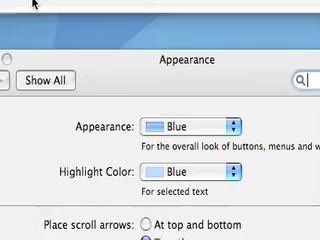 Appearance
Show All
Appearance: Blue
For the overall look of buttons, menus and
Highlight Color: Blue
For selected text
Place scroll arrows: At top and bottom